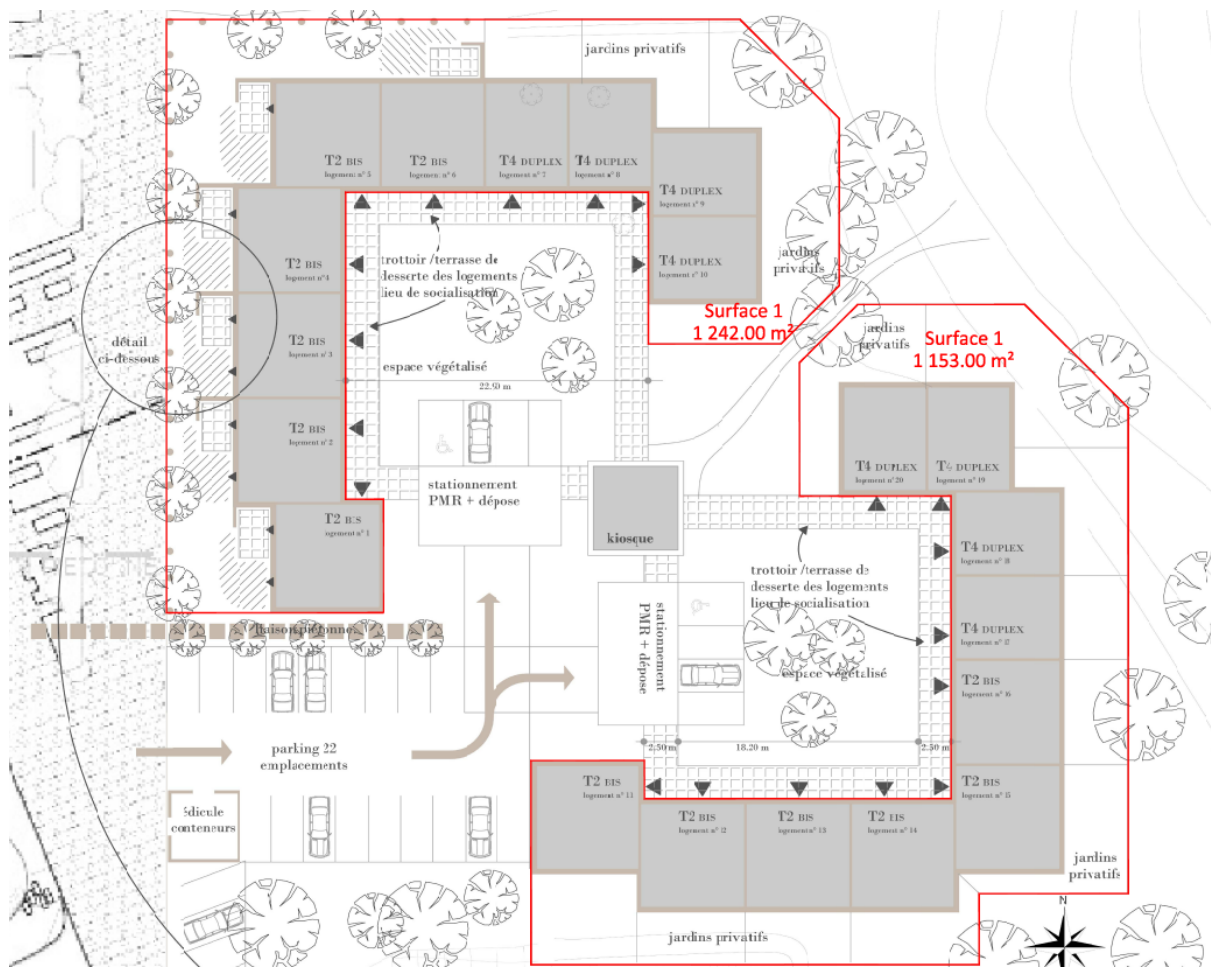 jardins privatifs
T2 BIS
logement n° 5
T2 BIS
logement n° 6
T4 DUPLEX
logement n° 7
T4 DUPLEX
logement n° 8
T4 DUPLEX
logement n° 9
T4 DUPLEX
logement n° 10
jardins
privatifs
T2 BIS
logement n°4
trottoir /terrasse de
desserte des logements
lieu de socialisation
Surface 1
1 242.00 m²
détail
ci-dessous
T2 BIS
logement n° 3
espace végétalisé
22.50 m
jardins
privatifs
Surface 1
1 153.00 m²
T2 BIS
logement n° 2
stationnement
PMR + dépose
T4 DUPLEX
logement n°20
DUPLEX
logement n° 19
T2 BIS
logement n° 1
kiosque
T4 DUPLEX
logement n° 18
trottoir /terrasse de
desserte des logements
lieu de socialisation
stationnement
PMR + dépose
liaison piétonne
T4 DUPLEX
logement n° 17
espace végétalisé
T2 BIS
logement n° 16
parking 22
emplacements
2.50 m
18.20 m
2.50 m
édicule
conteneurs
T2 BIS
logement n° 11
T2 BIS
logement n° 12
T2 BIS
logement n° 13
T2 BIS
logement n° 14
T2 BIS
logement n° 15
jardins
privatifs
jardins privatifs
N